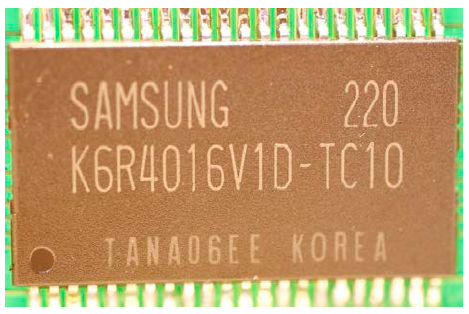 SAMSUNG 220
K6R4016V1D-TC10
TANA06EE KOREA